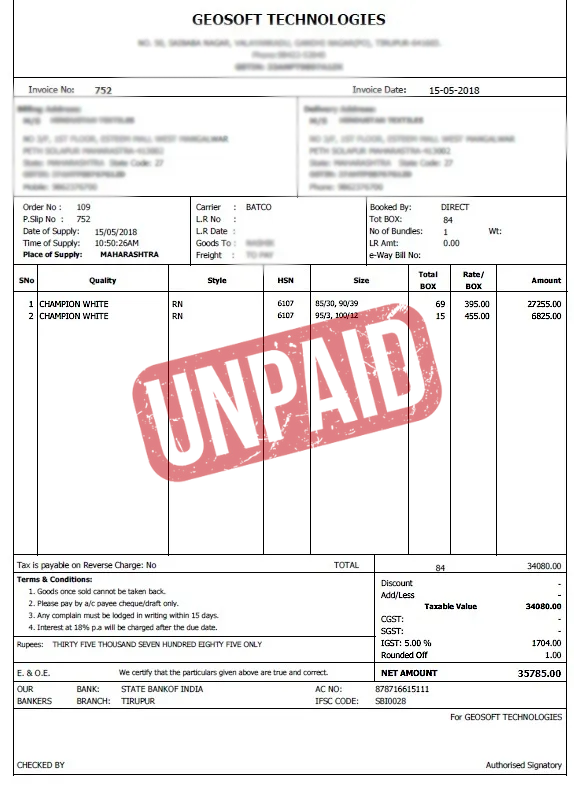 GEOSOFT TECHNOLOGIES
Invoice No: 752 Invoice Date: 15-05-2018
Order No : 109 Carrier : BATCO Booked By: DIRECT
P.Slip No : 752 L.R No : Tot BOX: 84
Date of Supply: 15/05/2018 L.R Date : No of Bundles: 1 Wt:
Time of Supply: 10:50:26AM Goods To : LR Amt: 0.00
Place of Supply: MAHARASHTRA Freight : e-Way Bill No:
SNo Quality Style HSN Size Total BOX Rate/ BOX Amount
1 CHAMPION WHITE RN 6107 85/30, 90/39 69 395.00 27255.00
2 CHAMPION WHITE RN 6107 95/3, 100/12 15 455.00 6825.00
UNPAID
Tax is payable on Reverse Charge: No TOTAL 84 34080.00
Terms & Conditions:
1. Goods once sold cannot be taken back.
2. Please pay by a/c payee cheque/draft only.
3. Any complaim must be lodged in writing within 15 days.
4. Interest at 18% p.a will be charged after the due date.
Discount -
Add/Less -
Taxable Value 34080.00
CGST: -
SGST: -
IGST: 5.00 % 1704.00
Rounded Off 1.00
Rupees: THIRTY FIVE THOUSAND SEVEN HUNDRED EIGHTY FIVE ONLY
E. & O.E. We certify that the particulars given above are true and correct. NET AMOUNT 35785.00
OUR BANK: STATE BANKOF INDIA AC NO: 878716615111
BANKERS BRANCH: TIRUPUR IFSC CODE: SBI0028
For GEOSOFT TECHNOLOGIES
CHECKED BY Authorised Signatory